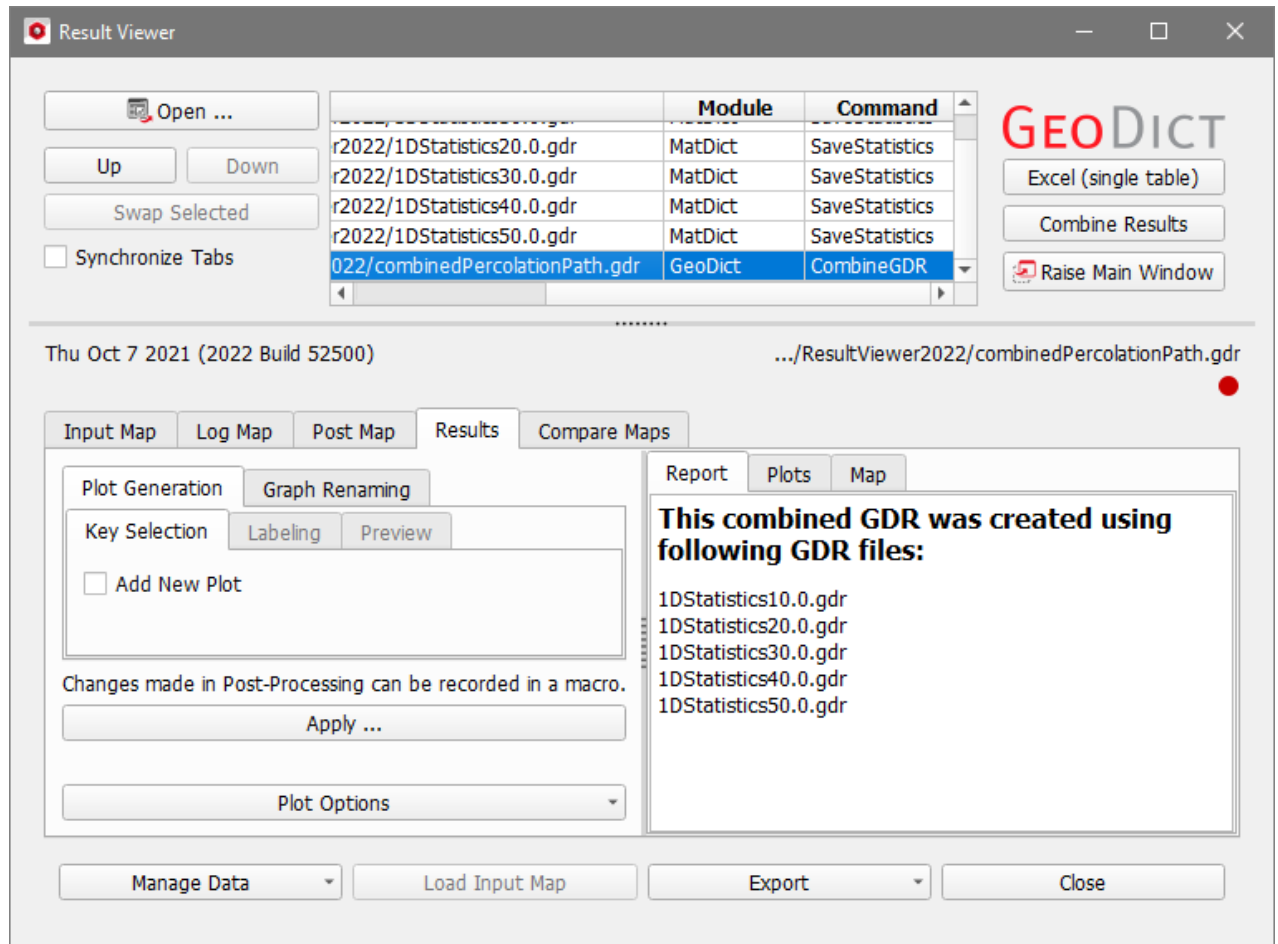 Result Viewer
Open ...
Up
Down
Swap Selected
Synchronize Tabs
Module Command
r2022/1DStatistics20.0.gdr MatDict SaveStatistics
r2022/1DStatistics30.0.gdr MatDict SaveStatistics
r2022/1DStatistics40.0.gdr MatDict SaveStatistics
r2022/1DStatistics50.0.gdr MatDict SaveStatistics
022/combinedPercolationPath.gdr GeoDict CombineGDR
GEODICT
Excel (single table)
Combine Results
Raise Main Window
Thu Oct 7 2021 (2022 Build 52500)
.../ResultViewer2022/combinedPercolationPath.gdr
Input Map Log Map Post Map Results Compare Maps
Plot Generation Graph Renaming
Key Selection Labeling Preview
Add New Plot
Changes made in Post-Processing can be recorded in a macro.
Apply ...
Plot Options
Report Plots Map
This combined GDR was created using
following GDR files:
1DStatistics10.0.gdr
1DStatistics20.0.gdr
1DStatistics30.0.gdr
1DStatistics40.0.gdr
1DStatistics50.0.gdr
Manage Data Load Input Map Export Close